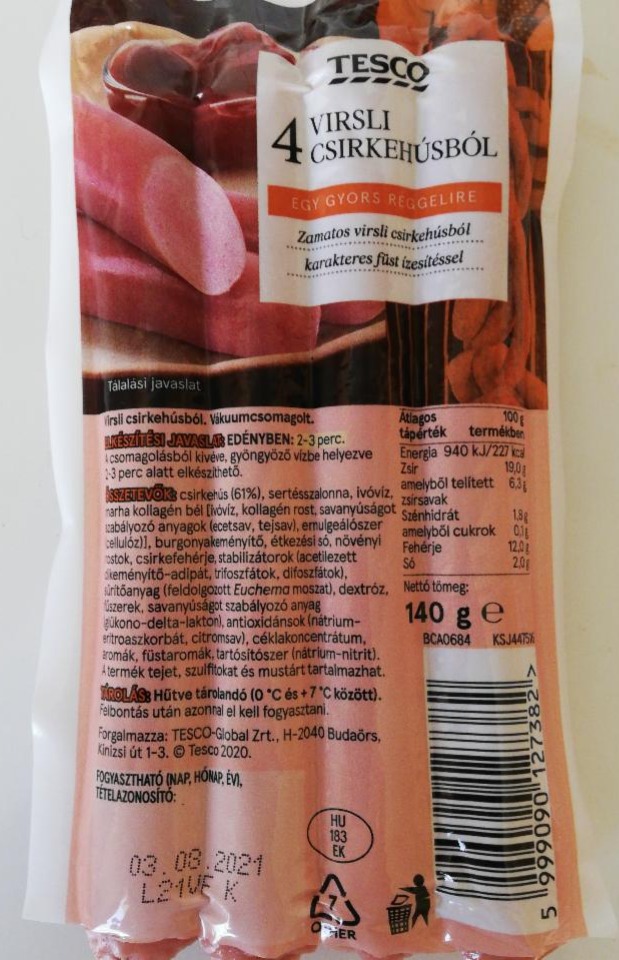 TESCO
4 VIRSLI
CSIRKEHÚSBÓL
EGY GYORS REGGELIRE
Zamatos virsli csirkehúsból
karakteres füst ízesítéssel
Tálalási javaslat
Virsli csirkehúsból. Vákuumcsomagolt.
ELKÉSZÍTÉSI JAVASLAT: EDÉNYBEN: 2-3 perc.
A csomagolásból kivéve, gyöngyöző vízbe helyezve
2-3 perc alatt elkészíthető.
ÖSSZETEVŐK: csirkehús (61%), sertésszalonna, ivóvíz,
marha kollagén bél [ivóvíz, kollagén rost, savanyúságot
szabályozó anyagok (ecetsav, tejsav), emulgeálószer
(cellulóz)], burgonyakeményítő, étkezési só, növényi
rostok, csirkefehérje, stabilizátorok (acetilezett
dikeményítő-adipát, trifoszfátok, difoszfátok),
sűrítőanyag (feldolgozott Euchema moszat), dextróz,
fűszerek, savanyúságot szabályozó anyag
(glükono-delta-lakton), antioxidánsok (nátrium-
eritroaszkorbát, citromsav), céklakoncentrátum,
aromák, füstaromák, tartósítószer (nátrium-nitrit).
A termék tejet, szulfitokat és mustárt tartalmazhat.
TÁROLÁS: Hűtve tárolandó (0 °C és +7 °C között).
Felbontás után azonnal el kell fogyasztani.
Forgalmazza: TESCO-Global Zrt., H-2040 Budaörs,
Kinizsi út 1-3. © Tesco 2020.
FOGYASZTHATÓ (NAP, HÓNAP, ÉV),
TÉTELAZONOSÍTÓ:
03.08.2021
L21VE K
Átlagos tápérték 100 g termékben
Energia 940 kJ/227 kcal
Zsír 19,0 g
amelyből telített zsírsavak 6,3 g
Szénhidrát 1,8 g
amelyből cukrok 0,1 g
Fehérje 12,0 g
Só 2,0 g
Nettó tömeg:
140 g e
BCA0684
HU
183
EK
7
OTHER
5 999090 127382 >